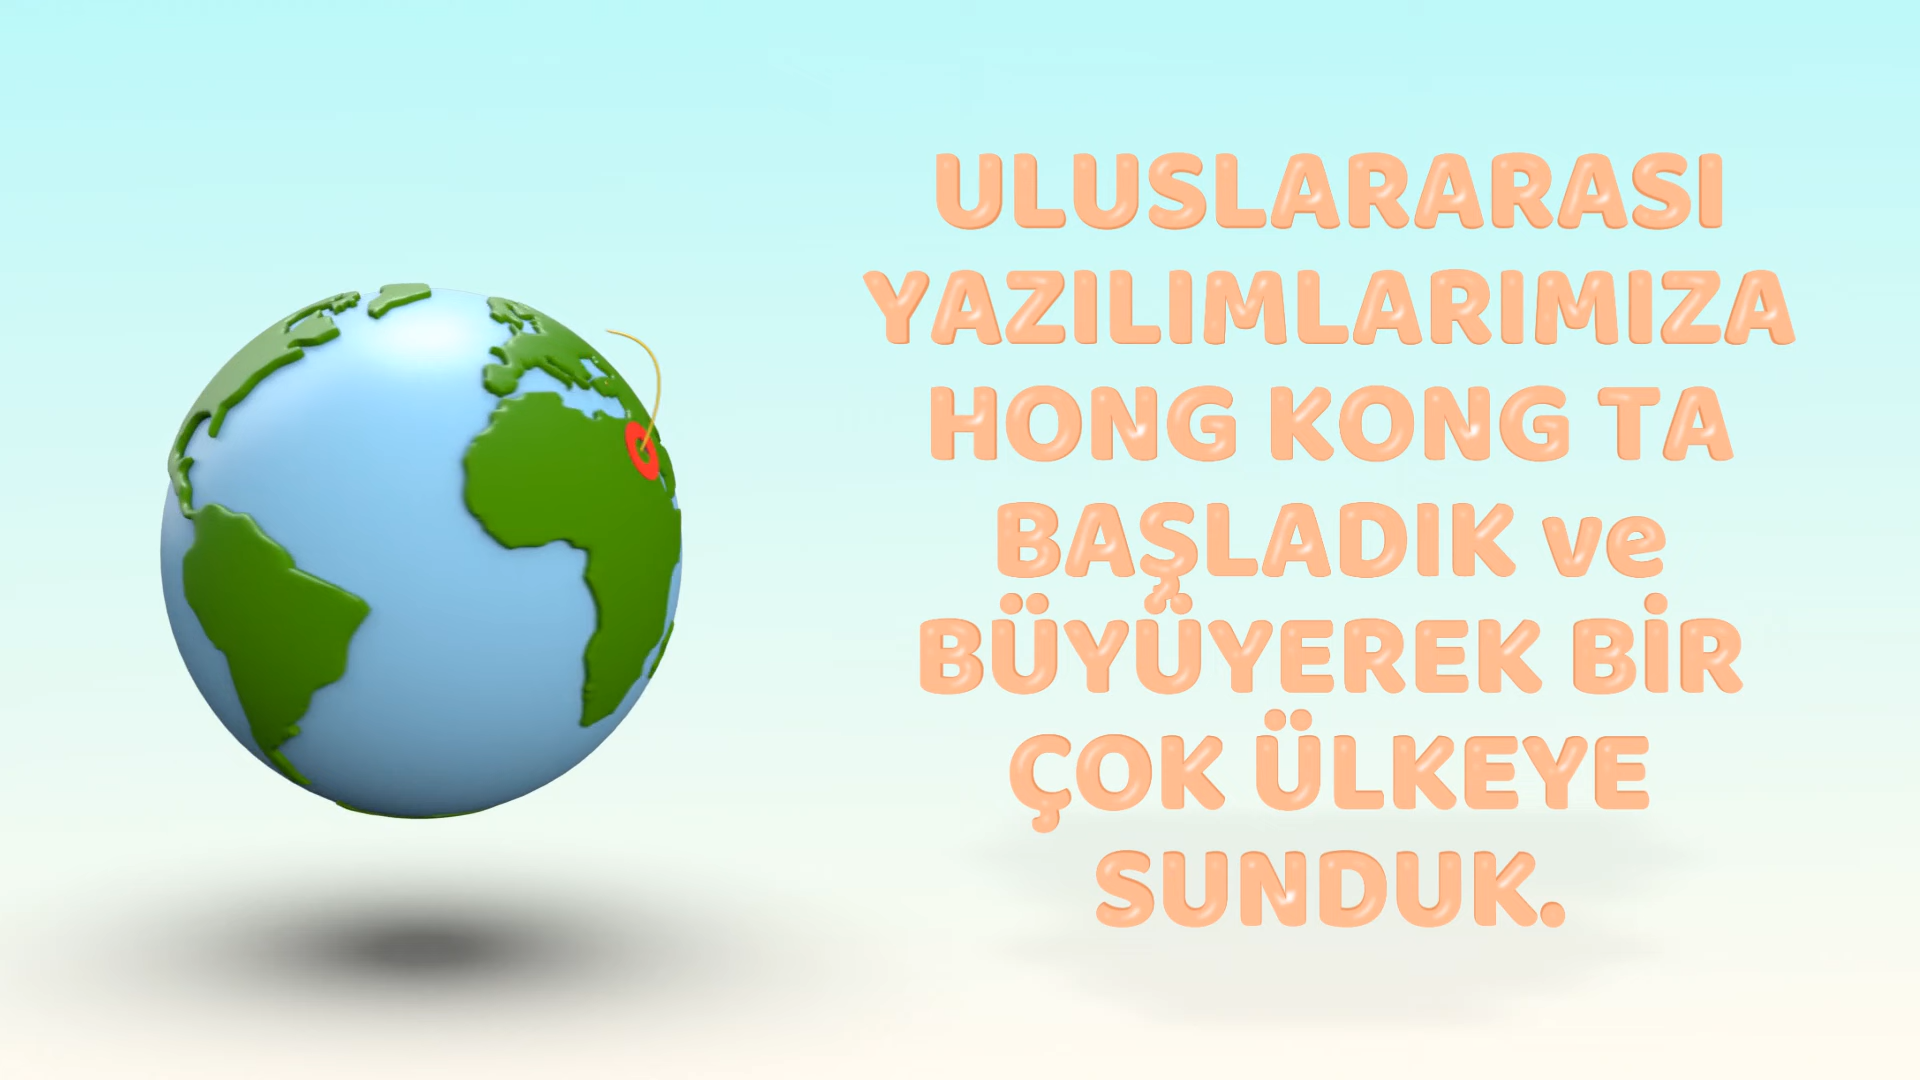 ULUSLARARASI
YAZILIMLARIMIZA
HONG KONG TA
BAŞLADIK ve
BÜYÜYEREK BİR
ÇOK ÜLKEYE
SUNDUK.